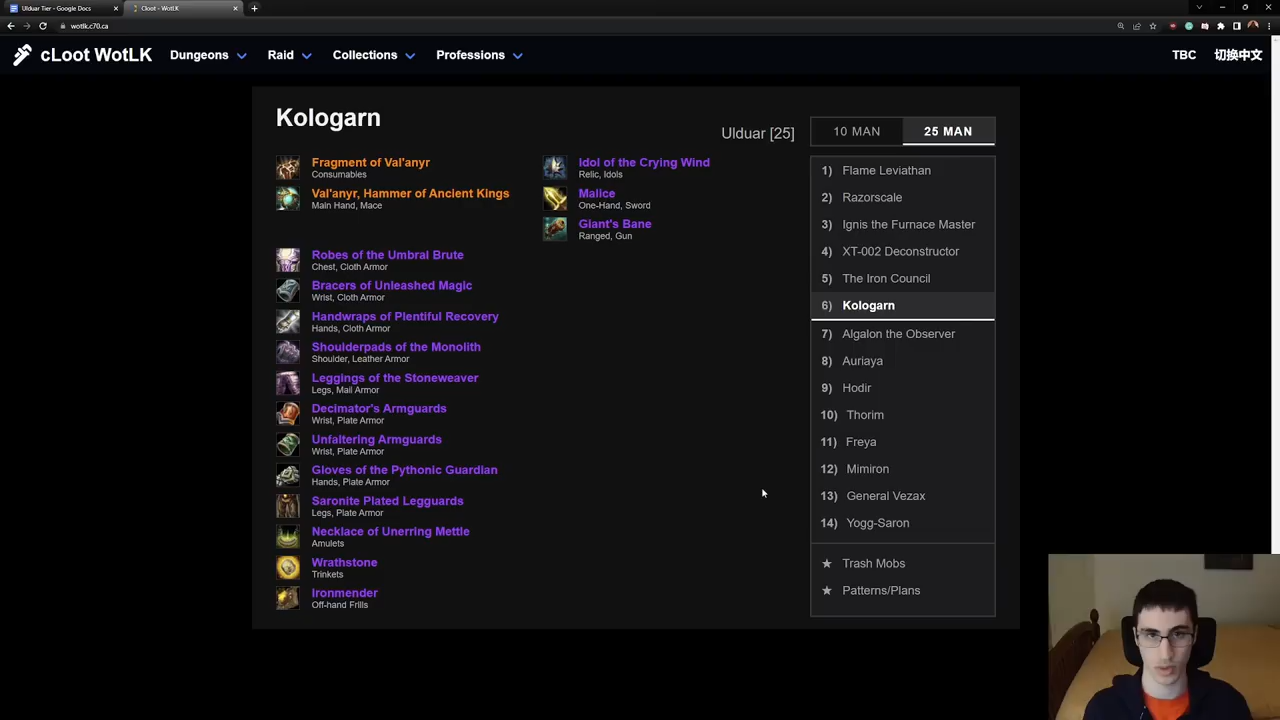 Ulduar Tier - Google Docs
Cloot - WotLK
wotlk.c70.ca
cLoot WotLK
Dungeons
Raid
Collections
Professions
TBC
切换中文
Kologarn
Ulduar [25]
Fragment of Val'anyr
Consumables
Val'anyr, Hammer of Ancient Kings
Main Hand, Mace
Robes of the Umbral Brute
Chest, Cloth Armor
Bracers of Unleashed Magic
Wrist, Cloth Armor
Handwraps of Plentiful Recovery
Hands, Cloth Armor
Shoulderpads of the Monolith
Shoulder, Leather Armor
Leggings of the Stoneweaver
Legs, Mail Armor
Decimator's Armguards
Wrist, Plate Armor
Unfaltering Armguards
Wrist, Plate Armor
Gloves of the Pythonic Guardian
Hands, Plate Armor
Saronite Plated Legguards
Legs, Plate Armor
Necklace of Unerring Mettle
Amulets
Wrathstone
Trinkets
Ironmender
Off-hand Frills
Idol of the Crying Wind
Relic, Idols
Malice
One-Hand, Sword
Giant's Bane
Ranged, Gun
10 MAN
25 MAN
1) Flame Leviathan
2) Razorscale
3) Ignis the Furnace Master
4) XT-002 Deconstructor
5) The Iron Council
6) Kologarn
7) Algalon the Observer
8) Auriaya
9) Hodir
10) Thorim
11) Freya
12) Mimiron
13) General Vezax
14) Yogg-Saron
★ Trash Mobs
★ Patterns/Plans